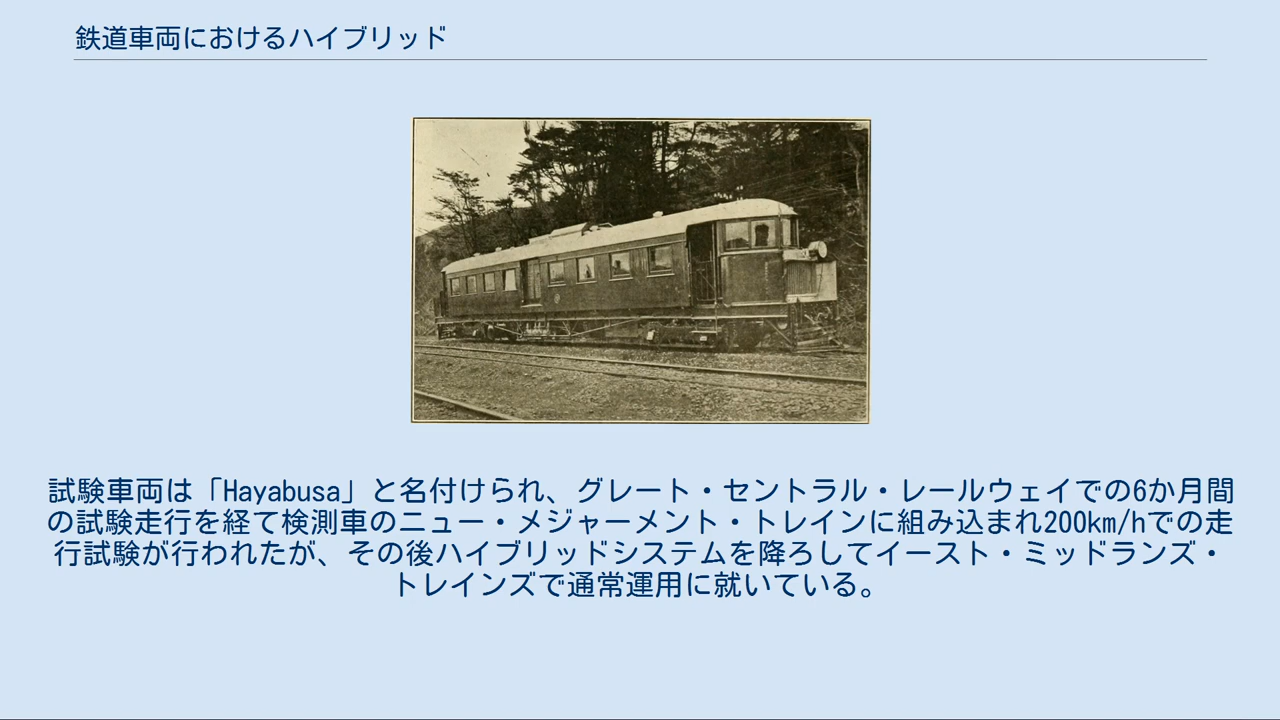 鉄道車両におけるハイブリッド
試験車両は「Hayabusa」と名付けられ、グレート・セントラル・レールウェイでの6か月間
の試験走行を経て検測車のニュー・メジャーメント・トレインに組み込まれ200km/hでの走
行試験が行われたが、その後ハイブリッドシステムを降ろしてイースト・ミッドランズ・
トレインズで通常運用に就いている。